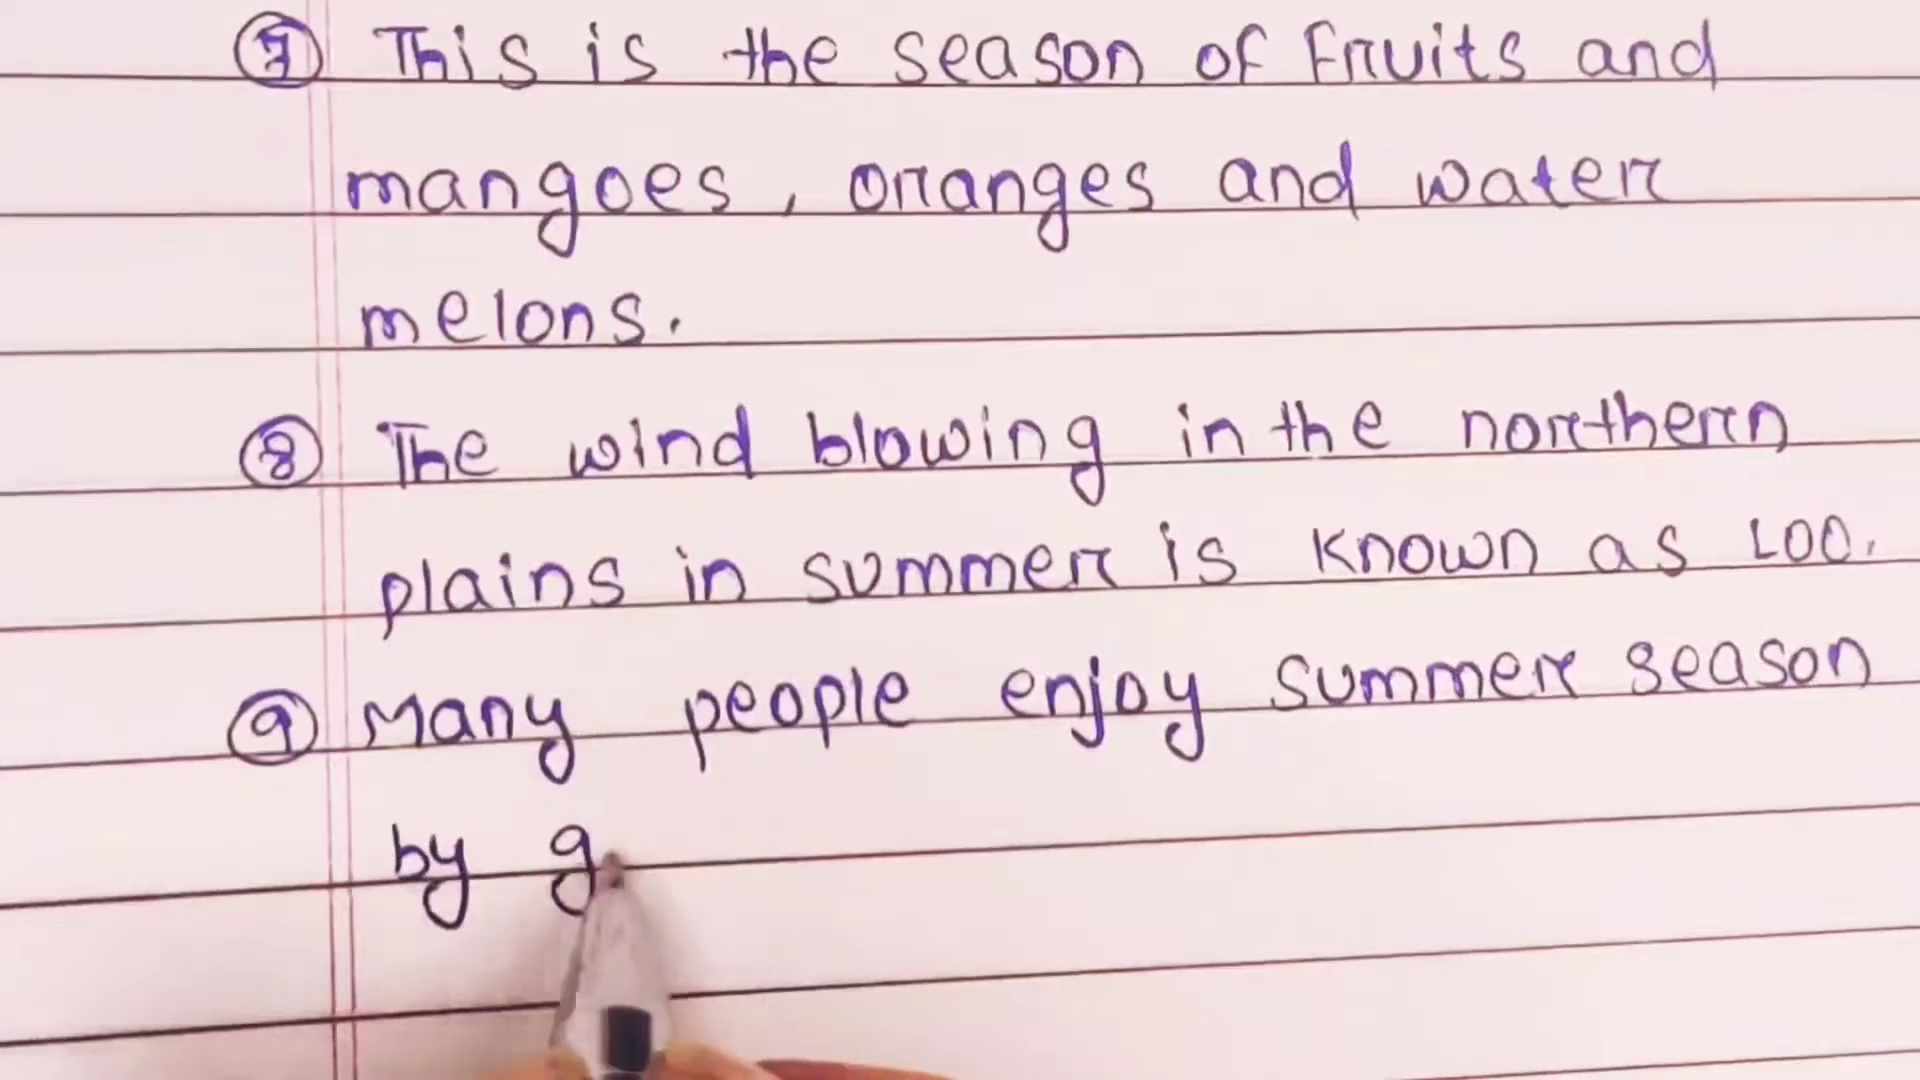 7 This is the season of Fruits and
mangoes, oranges and water
melons.
8 The wind blowing in the northern
plains in summer is known as LOO.
9 Many people enjoy summer season
by g